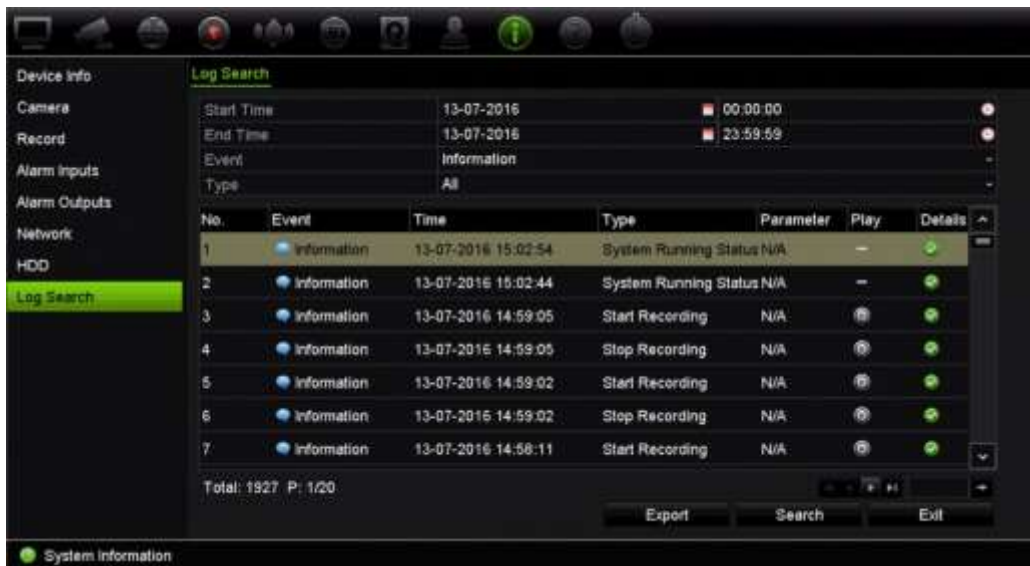 Device Info
Camera
Record
Alarm Inputs
Alarm Outputs
Network
HDD
Log Search
Log Search
Start Time 13-07-2016 00:00:00
End Time 13-07-2016 23:59:59
Event Information
Type All
No. Event Time Type Parameter Play Details
1 Information 13-07-2016 15:02:54 System Running Status N/A –
2 Information 13-07-2016 15:02:44 System Running Status N/A –
3 Information 13-07-2016 14:59:05 Start Recording N/A
4 Information 13-07-2016 14:59:05 Stop Recording N/A
5 Information 13-07-2016 14:59:02 Start Recording N/A
6 Information 13-07-2016 14:59:02 Stop Recording N/A
7 Information 13-07-2016 14:58:11 Start Recording N/A
Total: 1927 P: 1/20
Export Search Exit
System Information